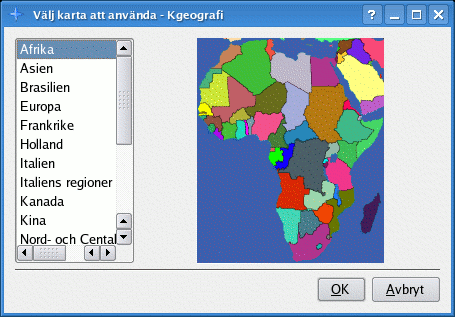 Välj karta att använda - Kgeografi
Afrika
Asien
Brasilien
Europa
Frankrike
Holland
Italien
Italiens regioner
Kanada
Kina
Nord- och Cental
OK
Avbryt